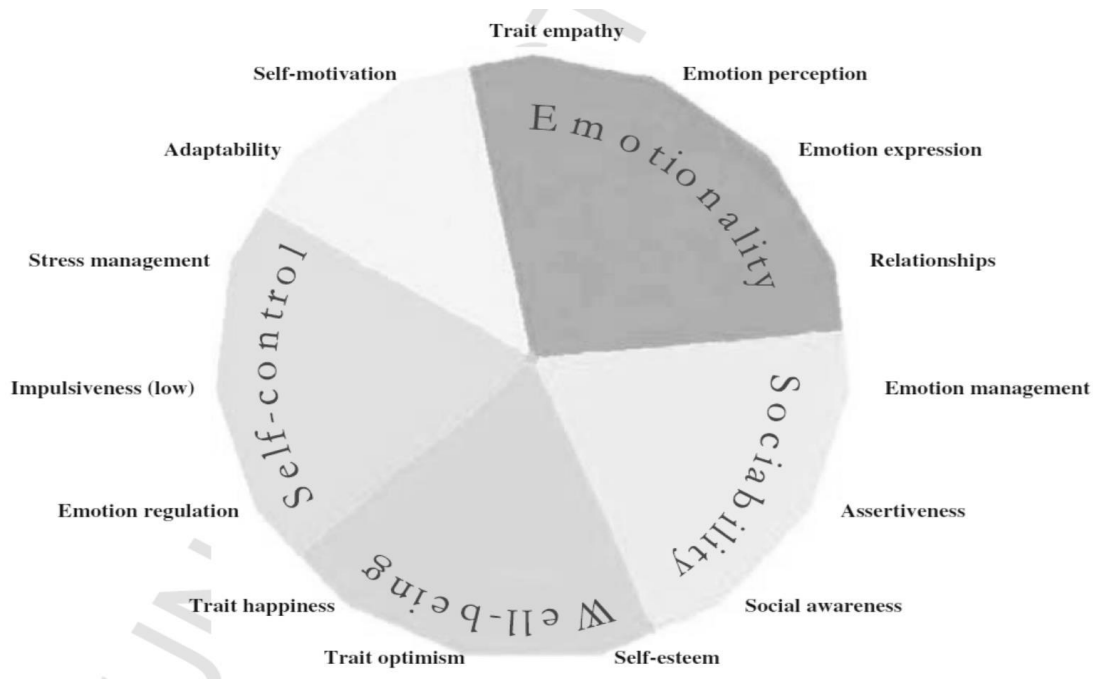 Trait empathy
Self-motivation
Emotion perception
Adaptability
Emotion expression
Stress management
Relationships
Impulsiveness (low)
Emotion management
Emotion regulation
Assertiveness
Trait happiness
Social awareness
Trait optimism
Self-esteem
Emotionality
Sociability
Well-being
Self-control